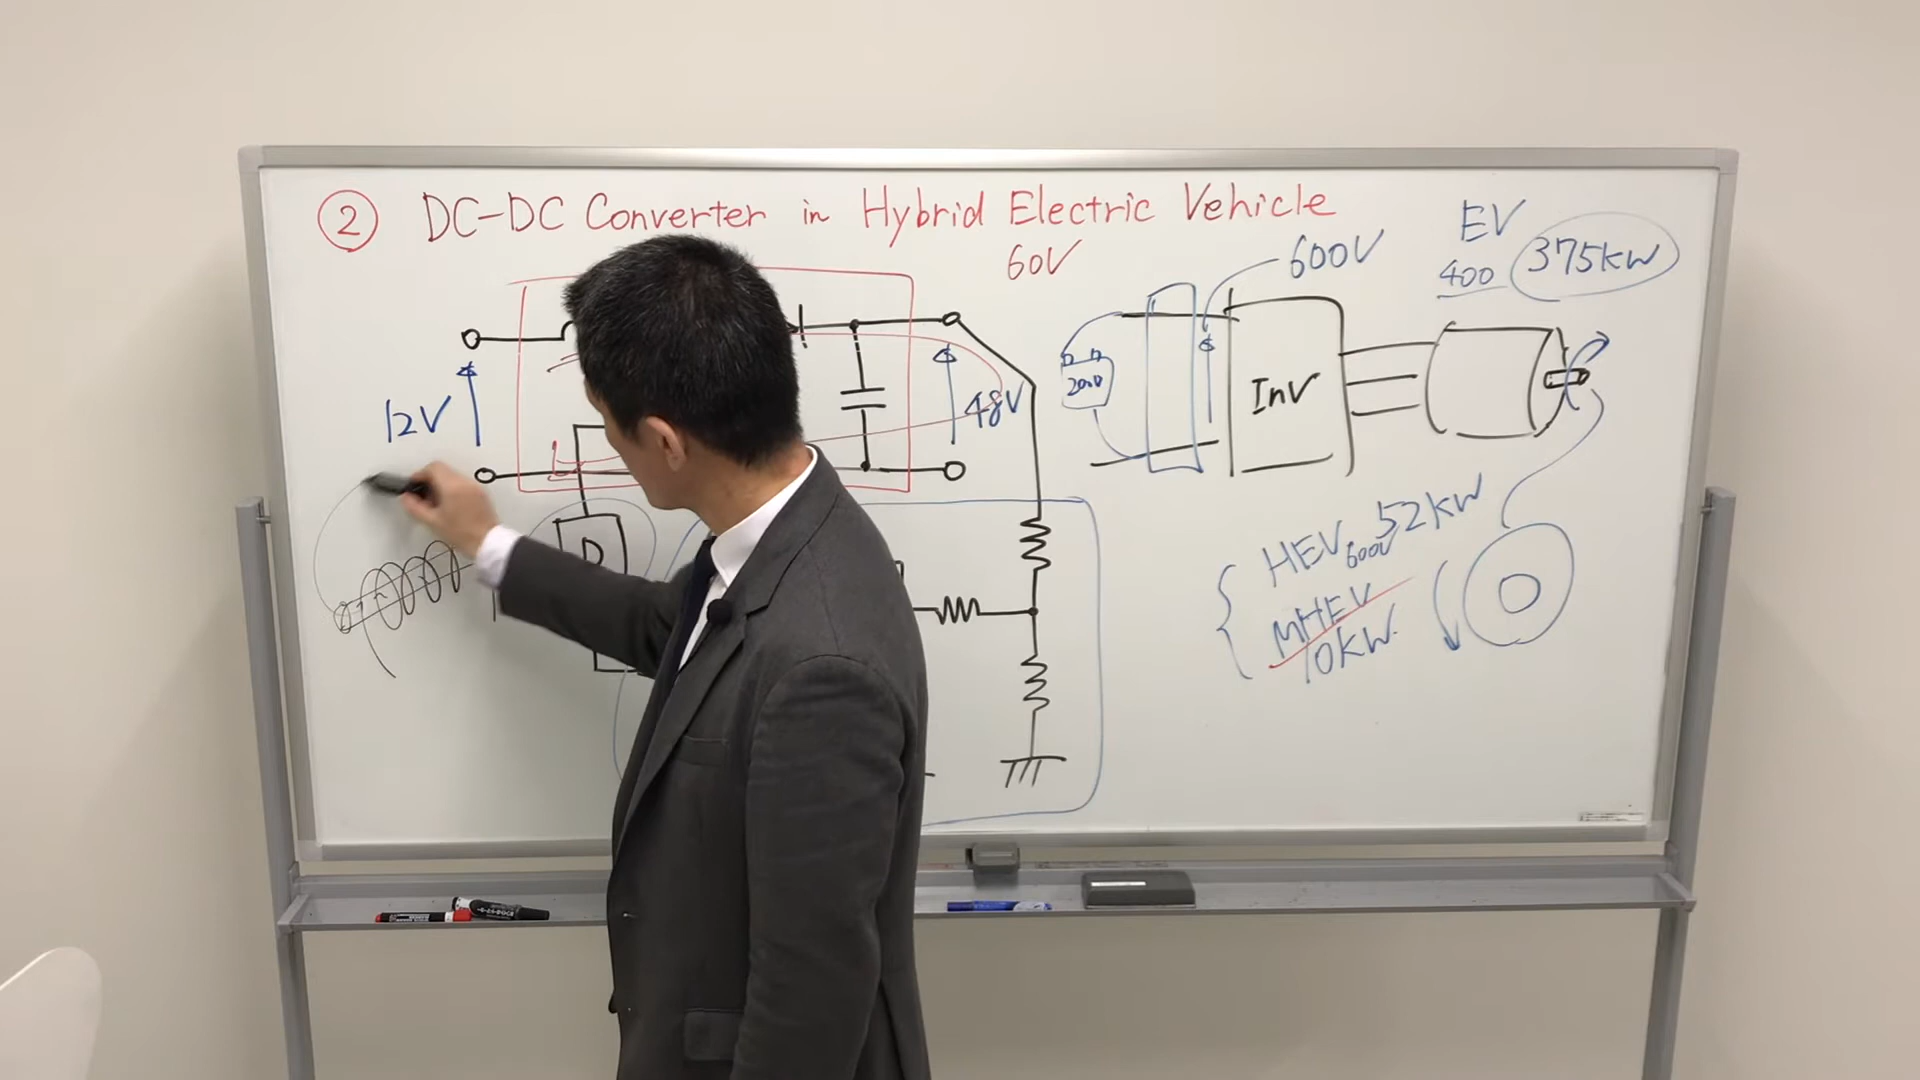 ② DC-DC Converter in Hybrid Electric Vehicle
60V
600V
EV
400 375kW
12V
48V
200V
Inv
D
HEV 52kW
600V
MHEV
10kW.